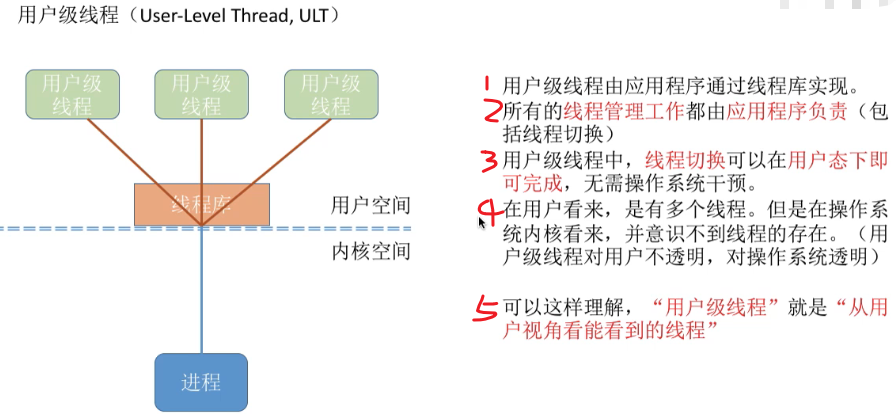 用户级线程（User-Level Thread, ULT）
用户级
线程
用户级
线程
用户级
线程
线程库
用户空间
内核空间
进程
1 用户级线程由应用程序通过线程库实现。
2 所有的线程管理工作都由应用程序负责（包
括线程切换）
3 用户级线程中，线程切换可以在用户态下即
可完成，无需操作系统干预。
4 在用户看来，是有多个线程。但是在操作系
统内核看来，并意识不到线程的存在。（用
户级线程对用户不透明，对操作系统透明）
5 可以这样理解，“用户级线程”就是“从用
户视角看能看到的线程”